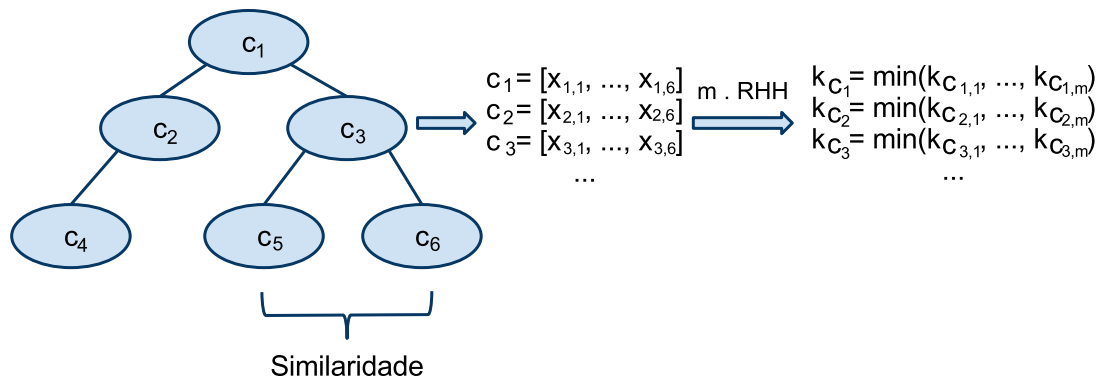 c1
c2
c3
c4
c5
c6
Similaridade
c1= [x1,1, ..., x1,6]
c2= [x2,1, ..., x2,6]
c3= [x3,1, ..., x3,6]
...
m . RHH
kC1= min(kC1,1, ..., kC1,m)
kC2= min(kC2,1, ..., kC2,m)
kC3= min(kC3,1, ..., kC3,m)
...